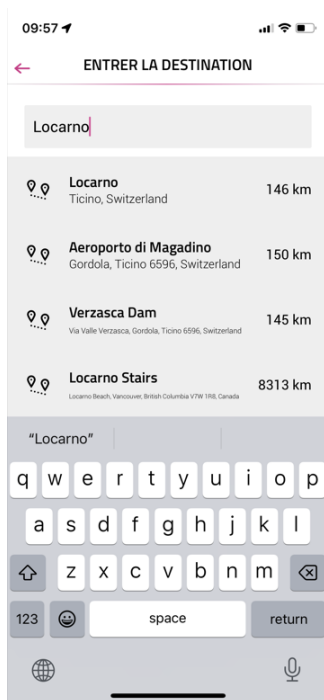 09:57
ENTRER LA DESTINATION
Locarno
Locarno
Ticino, Switzerland
146 km
Aeroporto di Magadino
Gordola, Ticino 6596, Switzerland
150 km
Verzasca Dam
Via Valle Verzasca, Gordola, Ticino 6596, Switzerland
145 km
Locarno Stairs
Locarno Beach, Vancouver, British Columbia V7W 1R8, Canada
8313 km
"Locarno"
q w e r t y u i o p
a s d f g h j k l
z x c v b n m
123 space return